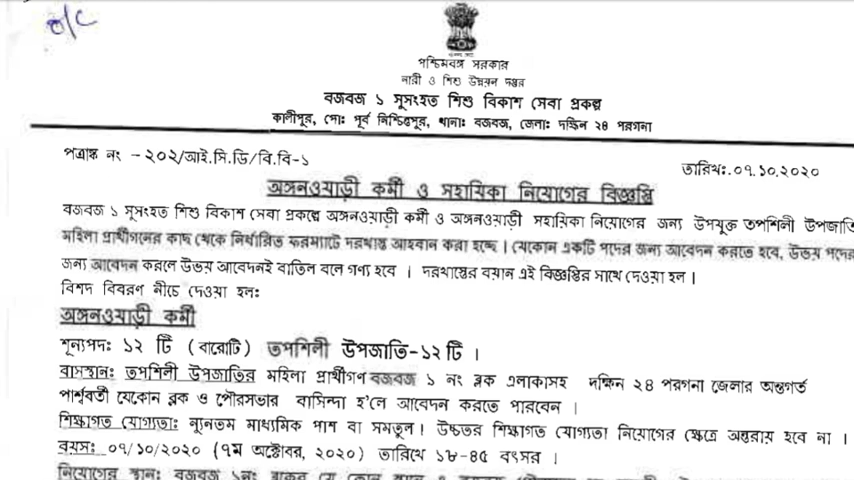 o/c
পশ্চিমবঙ্গ সরকার
নারী ও শিশু উন্নয়ন দপ্তর
বজবজ ১ সুসংহত শিশু বিকাশ সেবা প্রকল্প
কালীপুর, পোঃ পূর্ব নিশ্চিন্তপুর, থানাঃ বজবজ, জেলাঃ দক্ষিন ২৪ পরগনা
পত্রাঙ্ক নং -২০২/আই.সি.ডি/বি.বি-১
তারিখঃ.০৭.১০.২০২০
অঙ্গনওয়াড়ী কর্মী ও সহায়িকা নিয়োগের বিজ্ঞপ্তি
বজবজ ১ সুসংহত শিশু বিকাশ সেবা প্রকল্পে অঙ্গনওয়াড়ী কর্মী ও অঙ্গনওয়াড়ী সহায়িকা নিয়োগের জন্য উপযুক্ত তপশিলী উপজাতি
মহিলা প্রার্থীগনের কাছ থেকে নির্ধারিত ফরম্যাটে দরখাস্ত আহবান করা হচ্ছে। যেকোন একটি পদের জন্য আবেদন করতে হবে, উভয় পদের
জন্য আবেদন করলে উভয় আবেদনই বাতিল বলে গণ্য হবে । দরখাস্তের বয়ান এই বিজ্ঞপ্তির সাথে দেওয়া হল।
বিশদ বিবরণ নীচে দেওয়া হলঃ
অঙ্গনওয়াড়ী কর্মী
শূন্যপদঃ ১২ টি (বারোটি) তপশিলী উপজাতি-১২ টি ।
বাসস্থানঃ তপশিলী উপজাতির মহিলা প্রার্থীগণ বজবজ ১ নং ব্লক এলাকাসহ দক্ষিন ২৪ পরগনা জেলার অন্তর্গত
পার্শ্ববর্তী যেকোন ব্লক ও পৌরসভার বাসিন্দা হ'লে আবেদন করতে পারবেন ।
শিক্ষাগত যোগ্যতাঃ ন্যূনতম মাধ্যমিক পাশ বা সমতুল। উচ্চতর শিক্ষাগত যোগ্যতা নিয়োগের ক্ষেত্রে অন্তরায় হবে না ।
বয়সঃ ০৭/১০/২০২০ (৭ম অক্টোবর, ২০২০) তারিখে ১৮-৪৫ বৎসর ।
নিয়োগের স্থানঃ বজবজ ১নং ব্লকের যে কোন